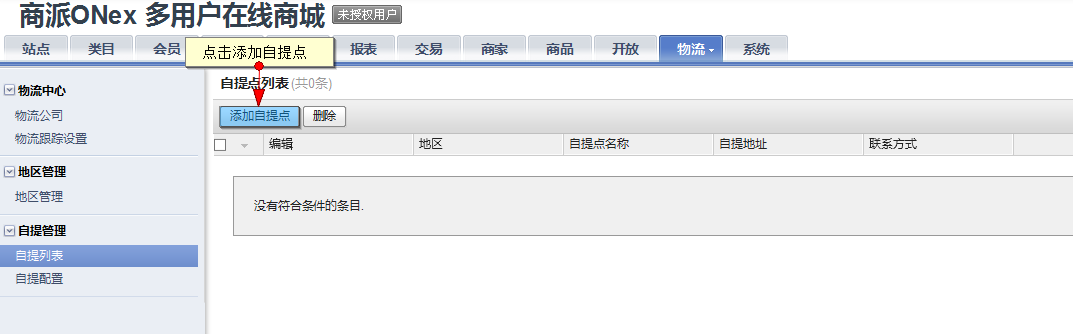 商派ONex 多用户在线商城 未授权用户
站点 类目 会员 报表 交易 商家 商品 开放 物流 系统
点击添加自提点
物流中心
物流公司
物流跟踪设置
地区管理
地区管理
自提管理
自提列表
自提配置
自提点列表 (共0条)
添加自提点 删除
编辑 地区 自提点名称 自提地址 联系方式
没有符合条件的条目.